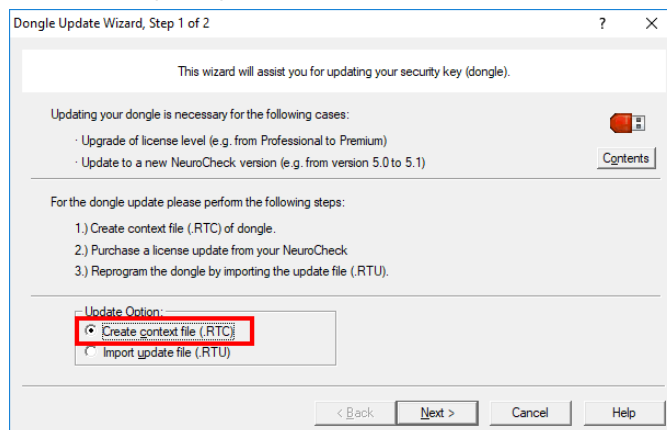 Dongle Update Wizard, Step 1 of 2
This wizard will assist you for updating your security key (dongle).
Updating your dongle is necessary for the following cases:
· Upgrade of license level (e.g. from Professional to Premium)
· Update to a new NeuroCheck version (e.g. from version 5.0 to 5.1)
Contents
For the dongle update please perform the following steps:
1.) Create context file (.RTC) of dongle.
2.) Purchase a license update from your NeuroCheck
3.) Reprogram the dongle by importing the update file (.RTU).
Update Option:
Create context file (.RTC)
Import update file (.RTU)
< Back
Next >
Cancel
Help